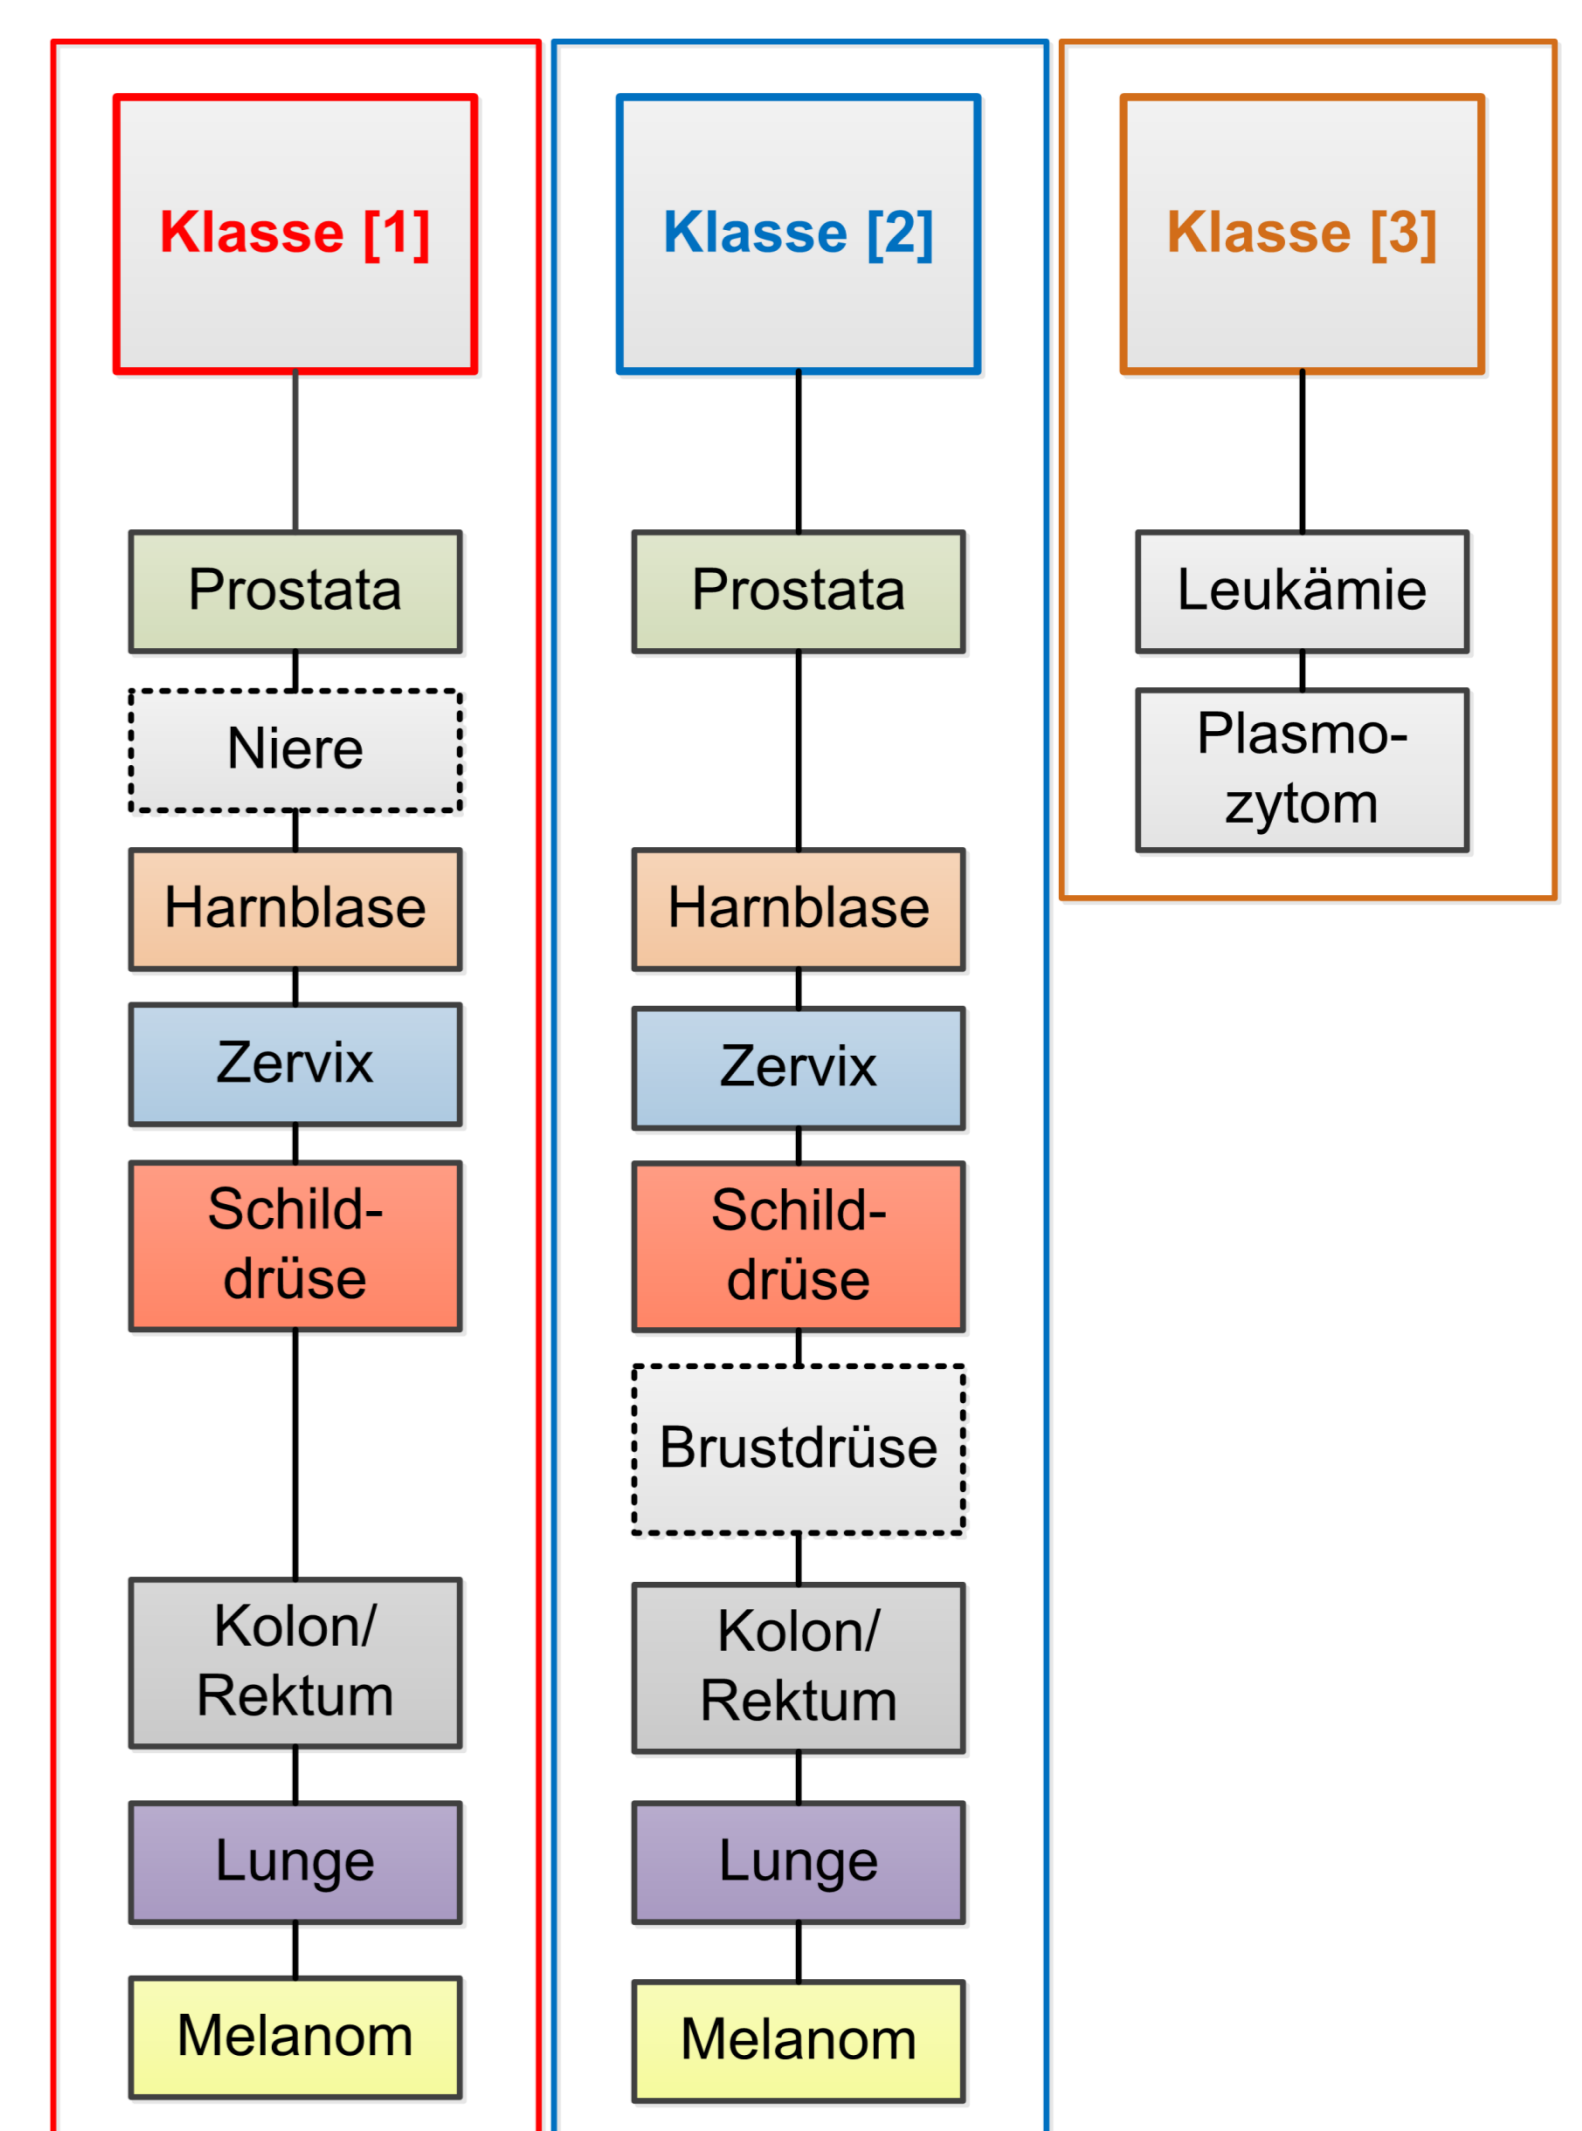 Klasse [1]
Prostata
Niere
Harnblase
Zervix
Schild-
drüse
Kolon/
Rektum
Lunge
Melanom
Klasse [2]
Prostata
Harnblase
Zervix
Schild-
drüse
Brustdrüse
Kolon/
Rektum
Lunge
Melanom
Klasse [3]
Leukämie
Plasmo-
zytom